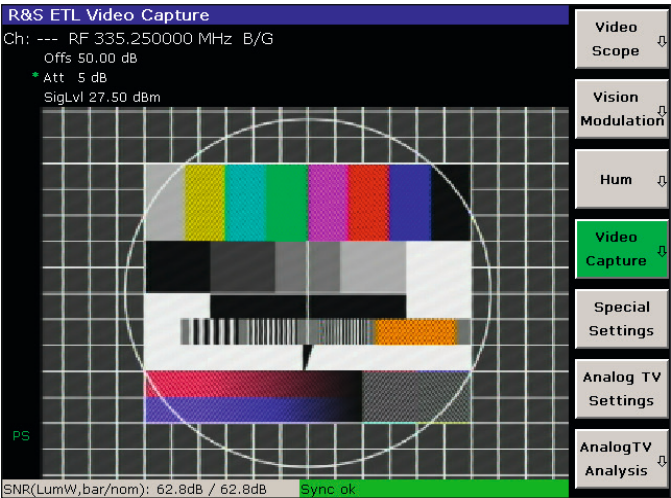 R&S ETL Video Capture
Ch: --- RF 335.250000 MHz B/G
Offs 50.00 dB
* Att 5 dB
SigLvl 27.50 dBm
PS
SNR(LumW,bar/nom): 62.8dB / 62.8dB
Sync ok
Video
Scope
Vision
Modulation
Hum
Video
Capture
Special
Settings
Analog TV
Settings
AnalogTV
Analysis